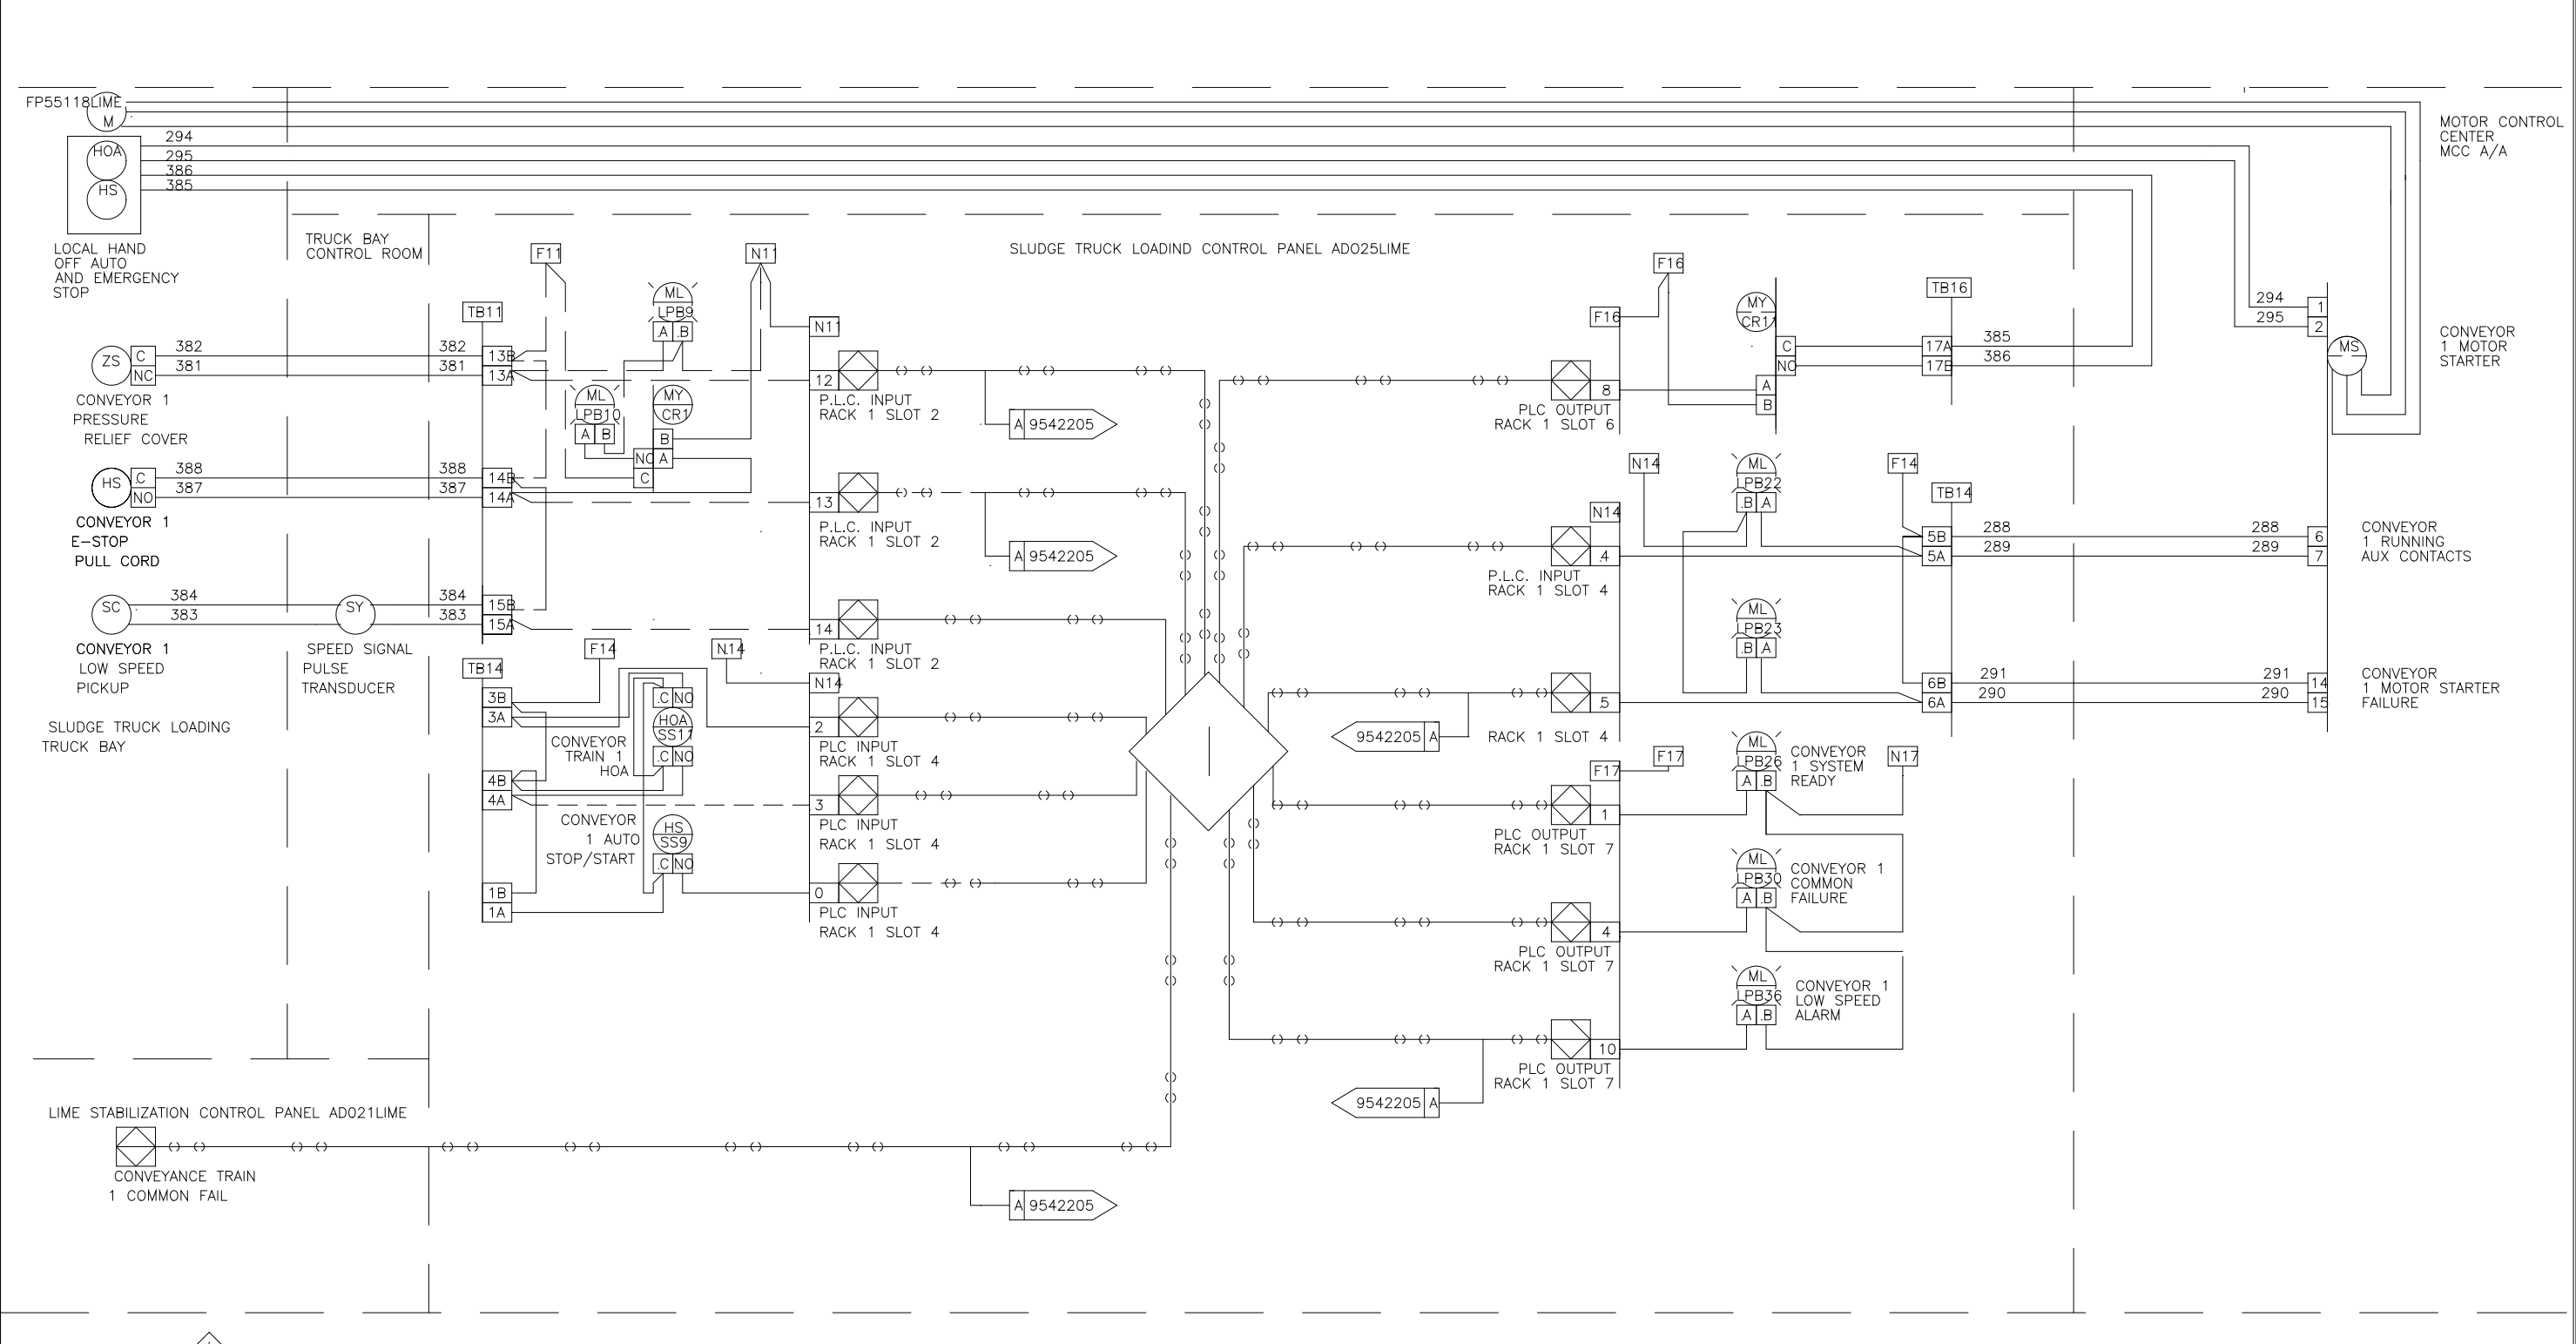 FP55118LIME
M
HOA
HS
294
295
386
385
LOCAL HAND
OFF AUTO
AND EMERGENCY
STOP
TRUCK BAY
CONTROL ROOM
SLUDGE TRUCK LOADIND CONTROL PANEL AD025LIME
MOTOR CONTROL
CENTER
MCC A/A
ZS
C
NC
382
381
382
381
CONVEYOR 1
PRESSURE
RELIEF COVER
HS
.C
NO
388
387
388
387
CONVEYOR 1
E-STOP
PULL CORD
SC
384
383
SY
384
383
CONVEYOR 1
LOW SPEED
PICKUP
SPEED SIGNAL
PULSE
TRANSDUCER
SLUDGE TRUCK LOADING
TRUCK BAY
TB11
13B
13A
14B
14A
15B
15A
F11
N11
ML
LPB9
A .B
ML
LPB10
A B
MY
CR1
B
NO A
C
N11
12
P.L.C. INPUT
RACK 1 SLOT 2
A 9542205
13
P.L.C. INPUT
RACK 1 SLOT 2
A 9542205
14
P.L.C. INPUT
RACK 1 SLOT 2
TB14
3B
3A
4B
4A
1B
1A
F14
N.14
N14
.C NO
HOA
SS11
.C NO
CONVEYOR
TRAIN 1
HOA
CONVEYOR
1 AUTO
STOP/START
HS
SS9
.C NO
2
PLC INPUT
RACK 1 SLOT 4
3
PLC INPUT
RACK 1 SLOT 4
0
PLC INPUT
RACK 1 SLOT 4
I
F16
F16
8
PLC OUTPUT
RACK 1 SLOT 6
MY
CR11
C
NO
A
B
TB16
17A
17B
385
386
N14
N14
.4
P.L.C. INPUT
RACK 1 SLOT 4
ML
LPB22
.B A
F14
TB14
5B
5A
288
289
288
289
ML
LPB23
.B A
.5
RACK 1 SLOT 4
9542205 A
6B
6A
291
290
291
290
F17
F17
1
PLC OUTPUT
RACK 1 SLOT 7
ML
LPB26
A .B
CONVEYOR
1 SYSTEM
READY
N17
4
PLC OUTPUT
RACK 1 SLOT 7
ML
LPB30
A .B
CONVEYOR 1
COMMON
FAILURE
10
PLC OUTPUT
RACK 1 SLOT 7
ML
LPB36
A .B
CONVEYOR 1
LOW SPEED
ALARM
9542205 A
294
295
1
2
MS
CONVEYOR
1 MOTOR
STARTER
6
7
CONVEYOR
1 RUNNING
AUX CONTACTS
14
15
CONVEYOR
1 MOTOR STARTER
FAILURE
LIME STABILIZATION CONTROL PANEL AD021LIME
CONVEYANCE TRAIN
1 COMMON FAIL
A 9542205